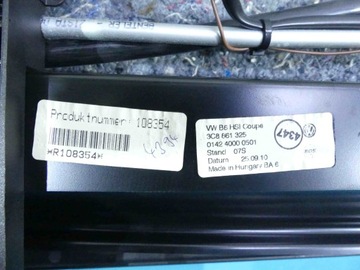 Produktnummer 108354
*R108354*
VW B6 HSI Coupe
3C8 861 325
0142 4000 0501
Stand 07S
Datum 25.09.10
Made in Hungary BA 6
4347